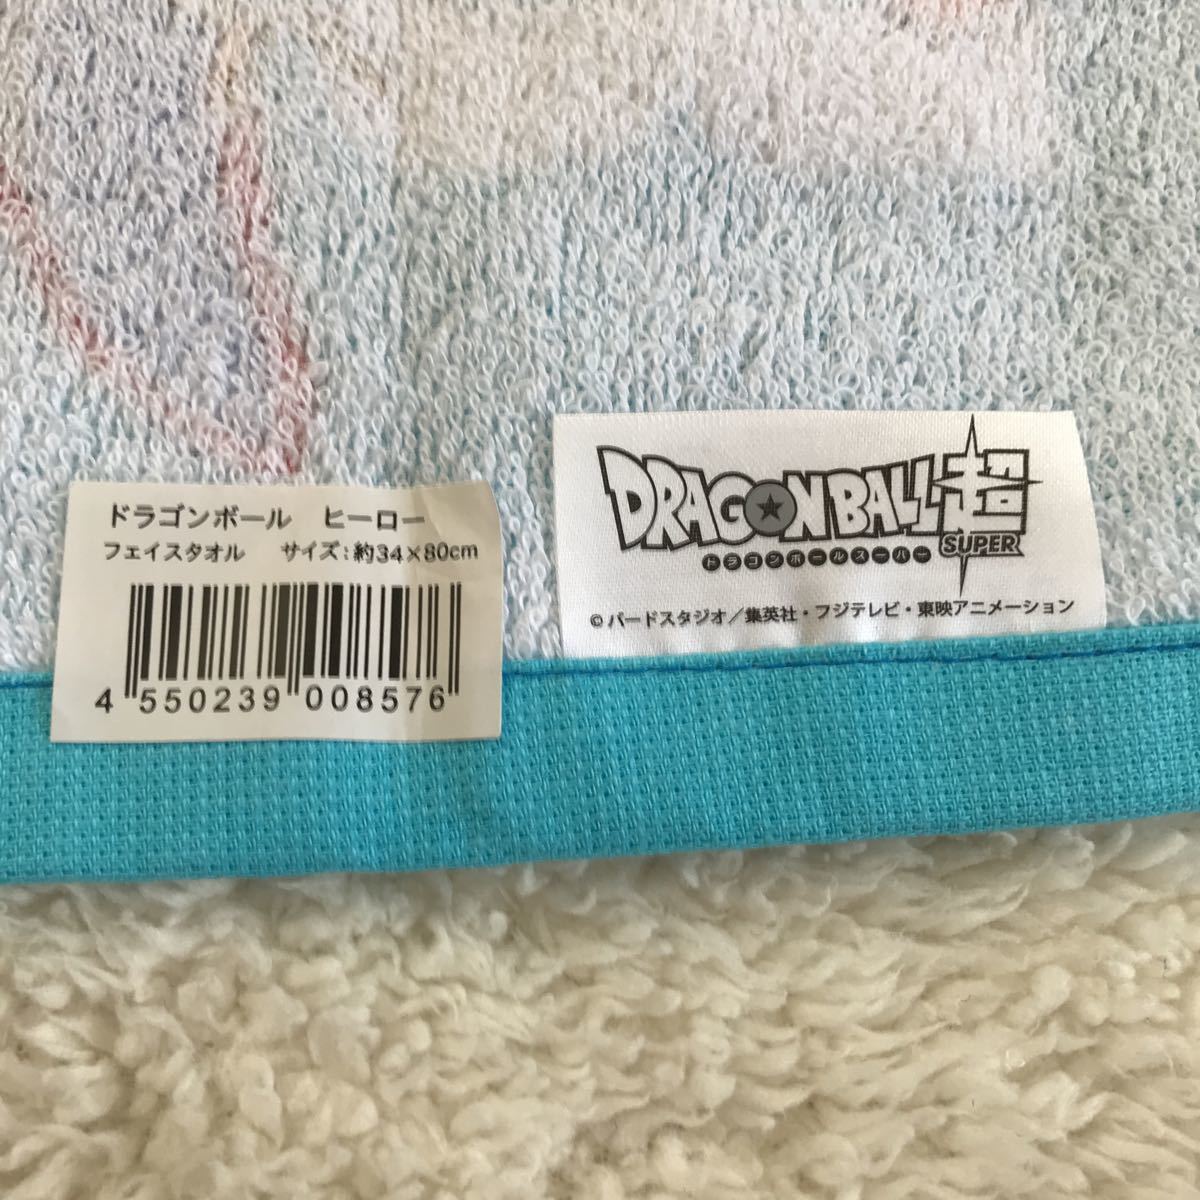 ドラゴンボール　ヒーロー
フェイスタオル　サイズ：約34×80cm
4 550239 008576
DRAGONBALL超
SUPER
ドラゴンボールスーパー
©バードスタジオ／集英社・フジテレビ・東映アニメーション